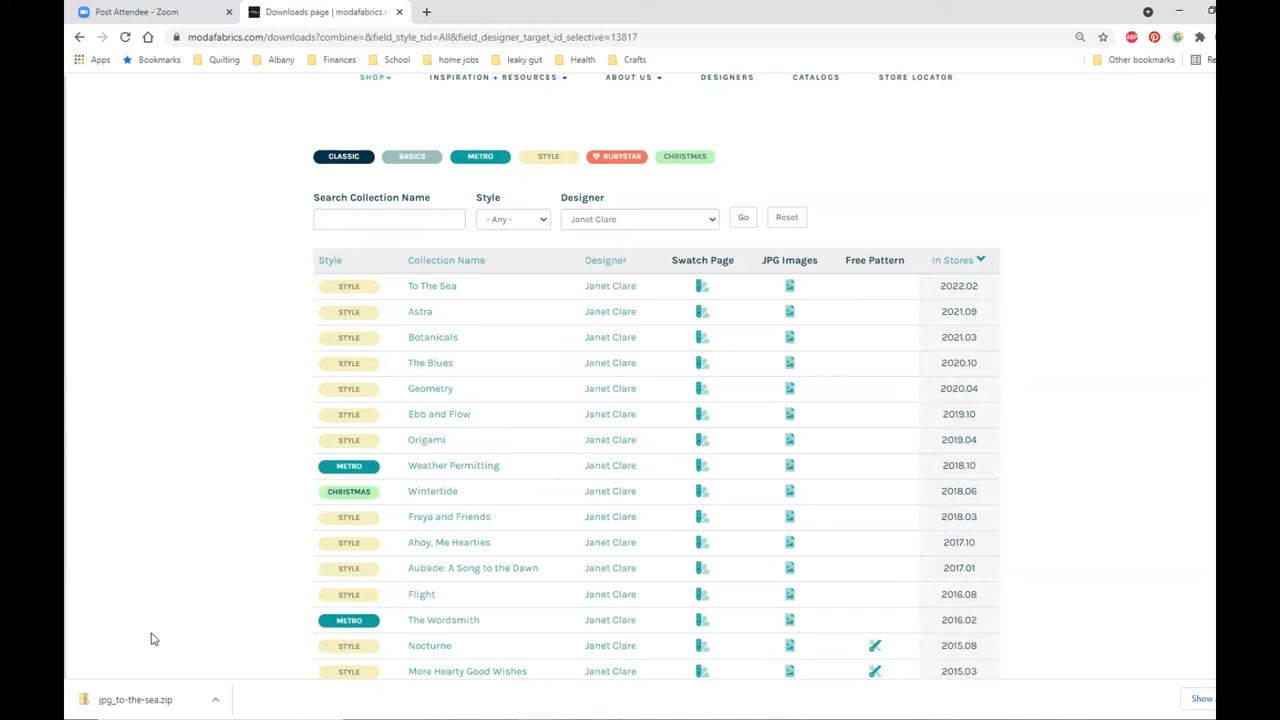 Post Attendee - Zoom
Downloads page | modafabrics.c
modafabrics.com/downloads?combine=&field_style_tid=All&field_designer_target_id_selective=13817
Apps Bookmarks Quilting Albany Finances School home jobs leaky gut Health Crafts Other bookmarks
SHOP INSPIRATION + RESOURCES ABOUT US DESIGNERS CATALOGS STORE LOCATOR
CLASSIC BASICS METRO STYLE RUBYSTAR CHRISTMAS
Search Collection Name Style Designer
- Any - Janet Clare Go Reset
Style Collection Name Designer Swatch Page JPG Images Free Pattern In Stores
STYLE To The Sea Janet Clare 2022.02
STYLE Astra Janet Clare 2021.09
STYLE Botanicals Janet Clare 2021.03
STYLE The Blues Janet Clare 2020.10
STYLE Geometry Janet Clare 2020.04
STYLE Ebb and Flow Janet Clare 2019.10
STYLE Origami Janet Clare 2019.04
METRO Weather Permitting Janet Clare 2018.10
CHRISTMAS Wintertide Janet Clare 2018.06
STYLE Freya and Friends Janet Clare 2018.03
STYLE Ahoy, Me Hearties Janet Clare 2017.10
STYLE Aubade: A Song to the Dawn Janet Clare 2017.01
STYLE Flight Janet Clare 2016.08
METRO The Wordsmith Janet Clare 2016.02
STYLE Nocturne Janet Clare 2015.08
STYLE More Hearty Good Wishes Janet Clare 2015.03
jpg_to-the-sea.zip Show